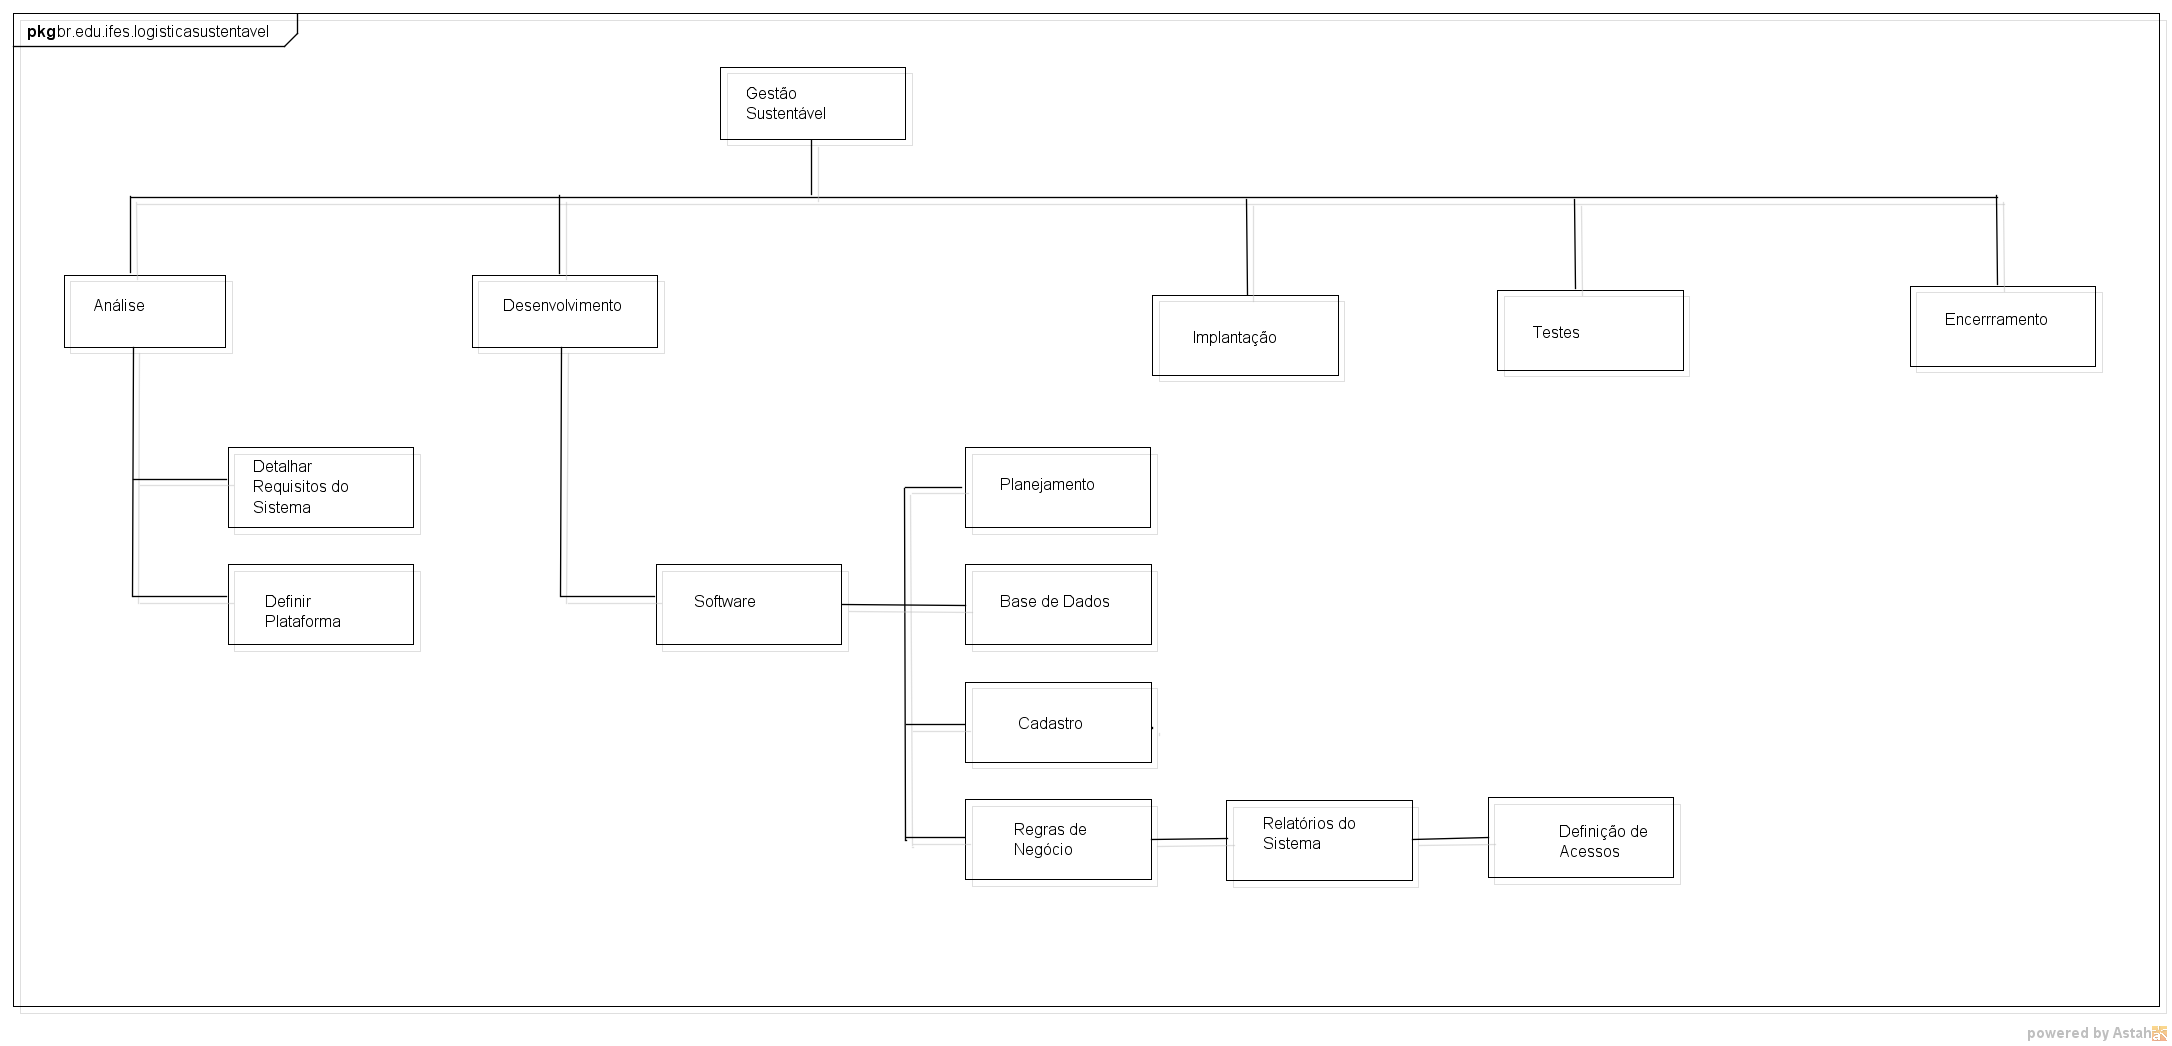 pkg br.edu.ifes.logisticasustentavel
Gestão
Sustentável
Análise
Desenvolvimento
Implantação
Testes
Encerrramento
Detalhar
Requisitos do
Sistema
Planejamento
Definir
Plataforma
Software
Base de Dados
Cadastro
Regras de
Negócio
Relatórios do
Sistema
Definição de
Acessos
powered by Astah